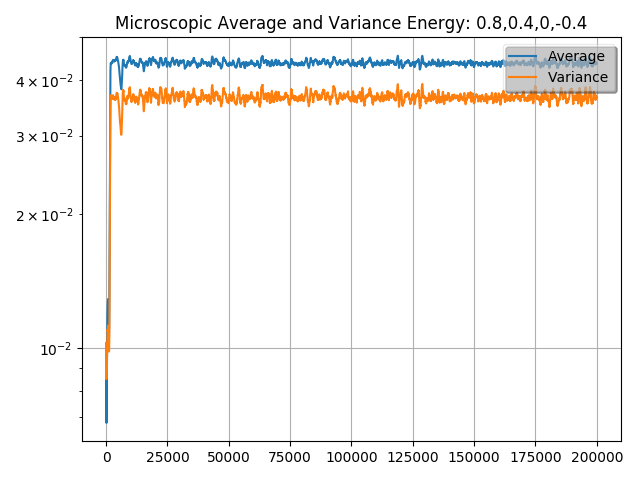 Microscopic Average and Variance Energy: 0.8,0.4,0,-0.4
Average
Variance
4 × 10⁻²
3 × 10⁻²
2 × 10⁻²
10⁻²
0 25000 50000 75000 100000 125000 150000 175000 200000